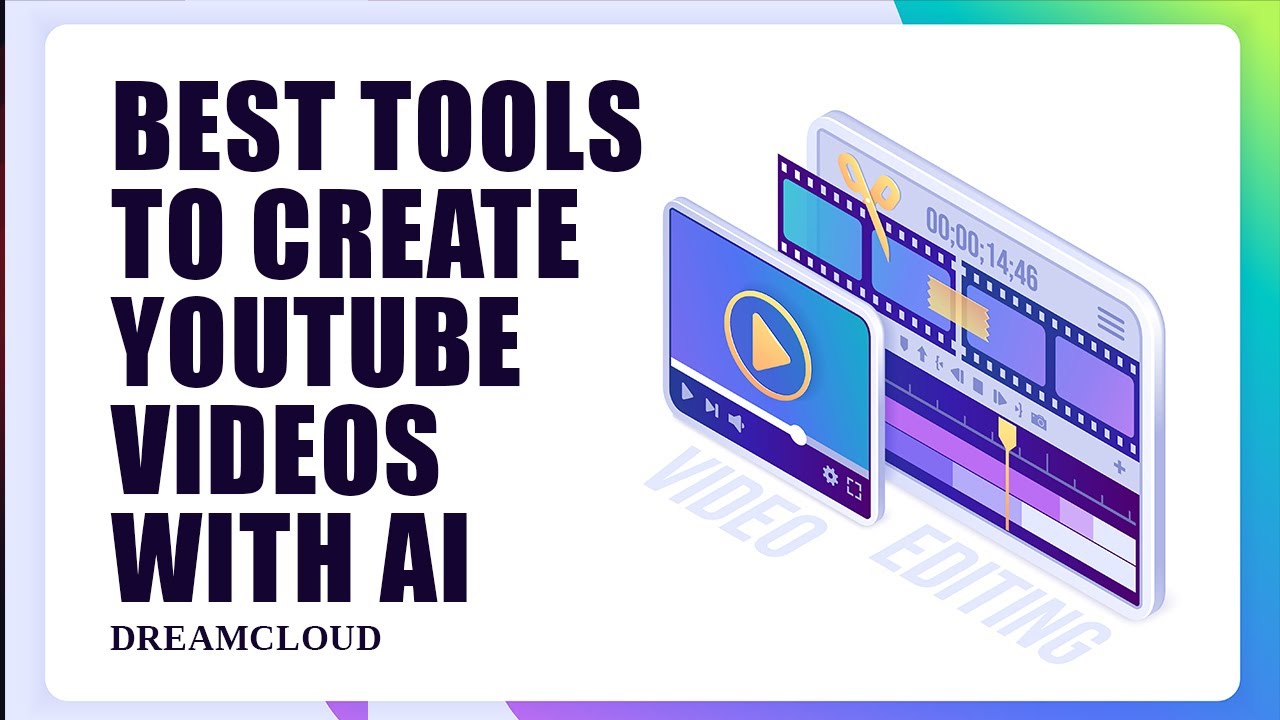 BEST TOOLS
TO CREATE
YOUTUBE
VIDEOS
WITH AI
DREAMCLOUD
00;00;14;46
VIDEO
EDITING